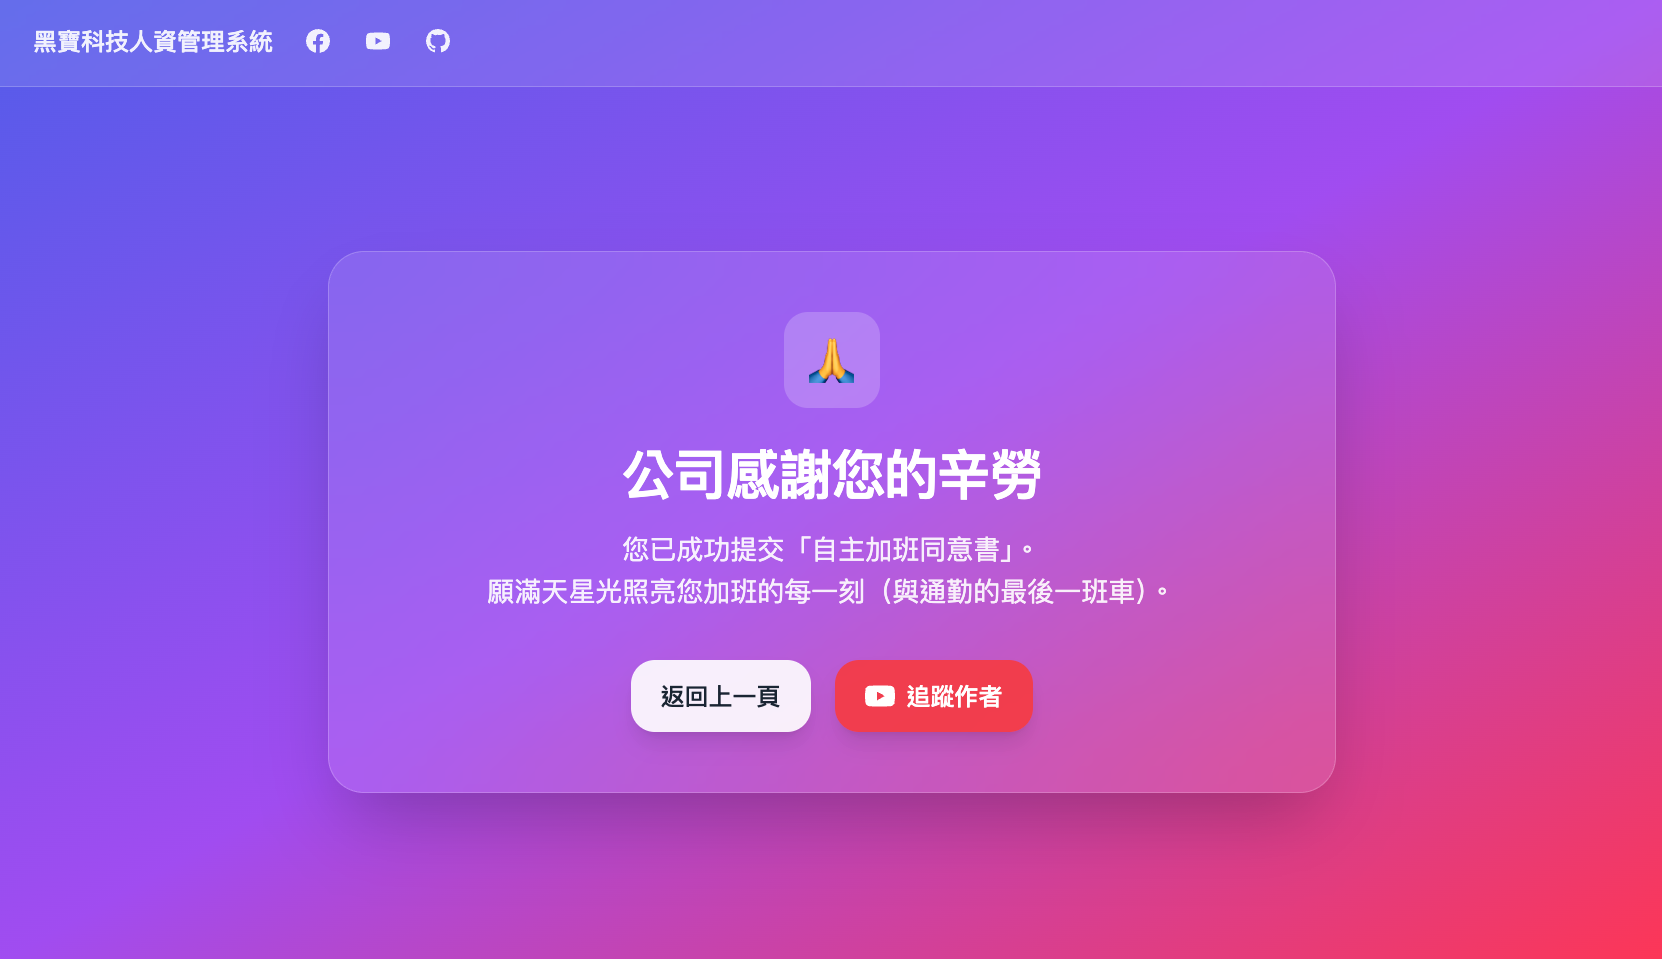 黑寶科技人資管理系統
公司感謝您的辛勞
您已成功提交「自主加班同意書」。
願滿天星光照亮您加班的每一刻（與通勤的最後一班車）。
返回上一頁
追蹤作者